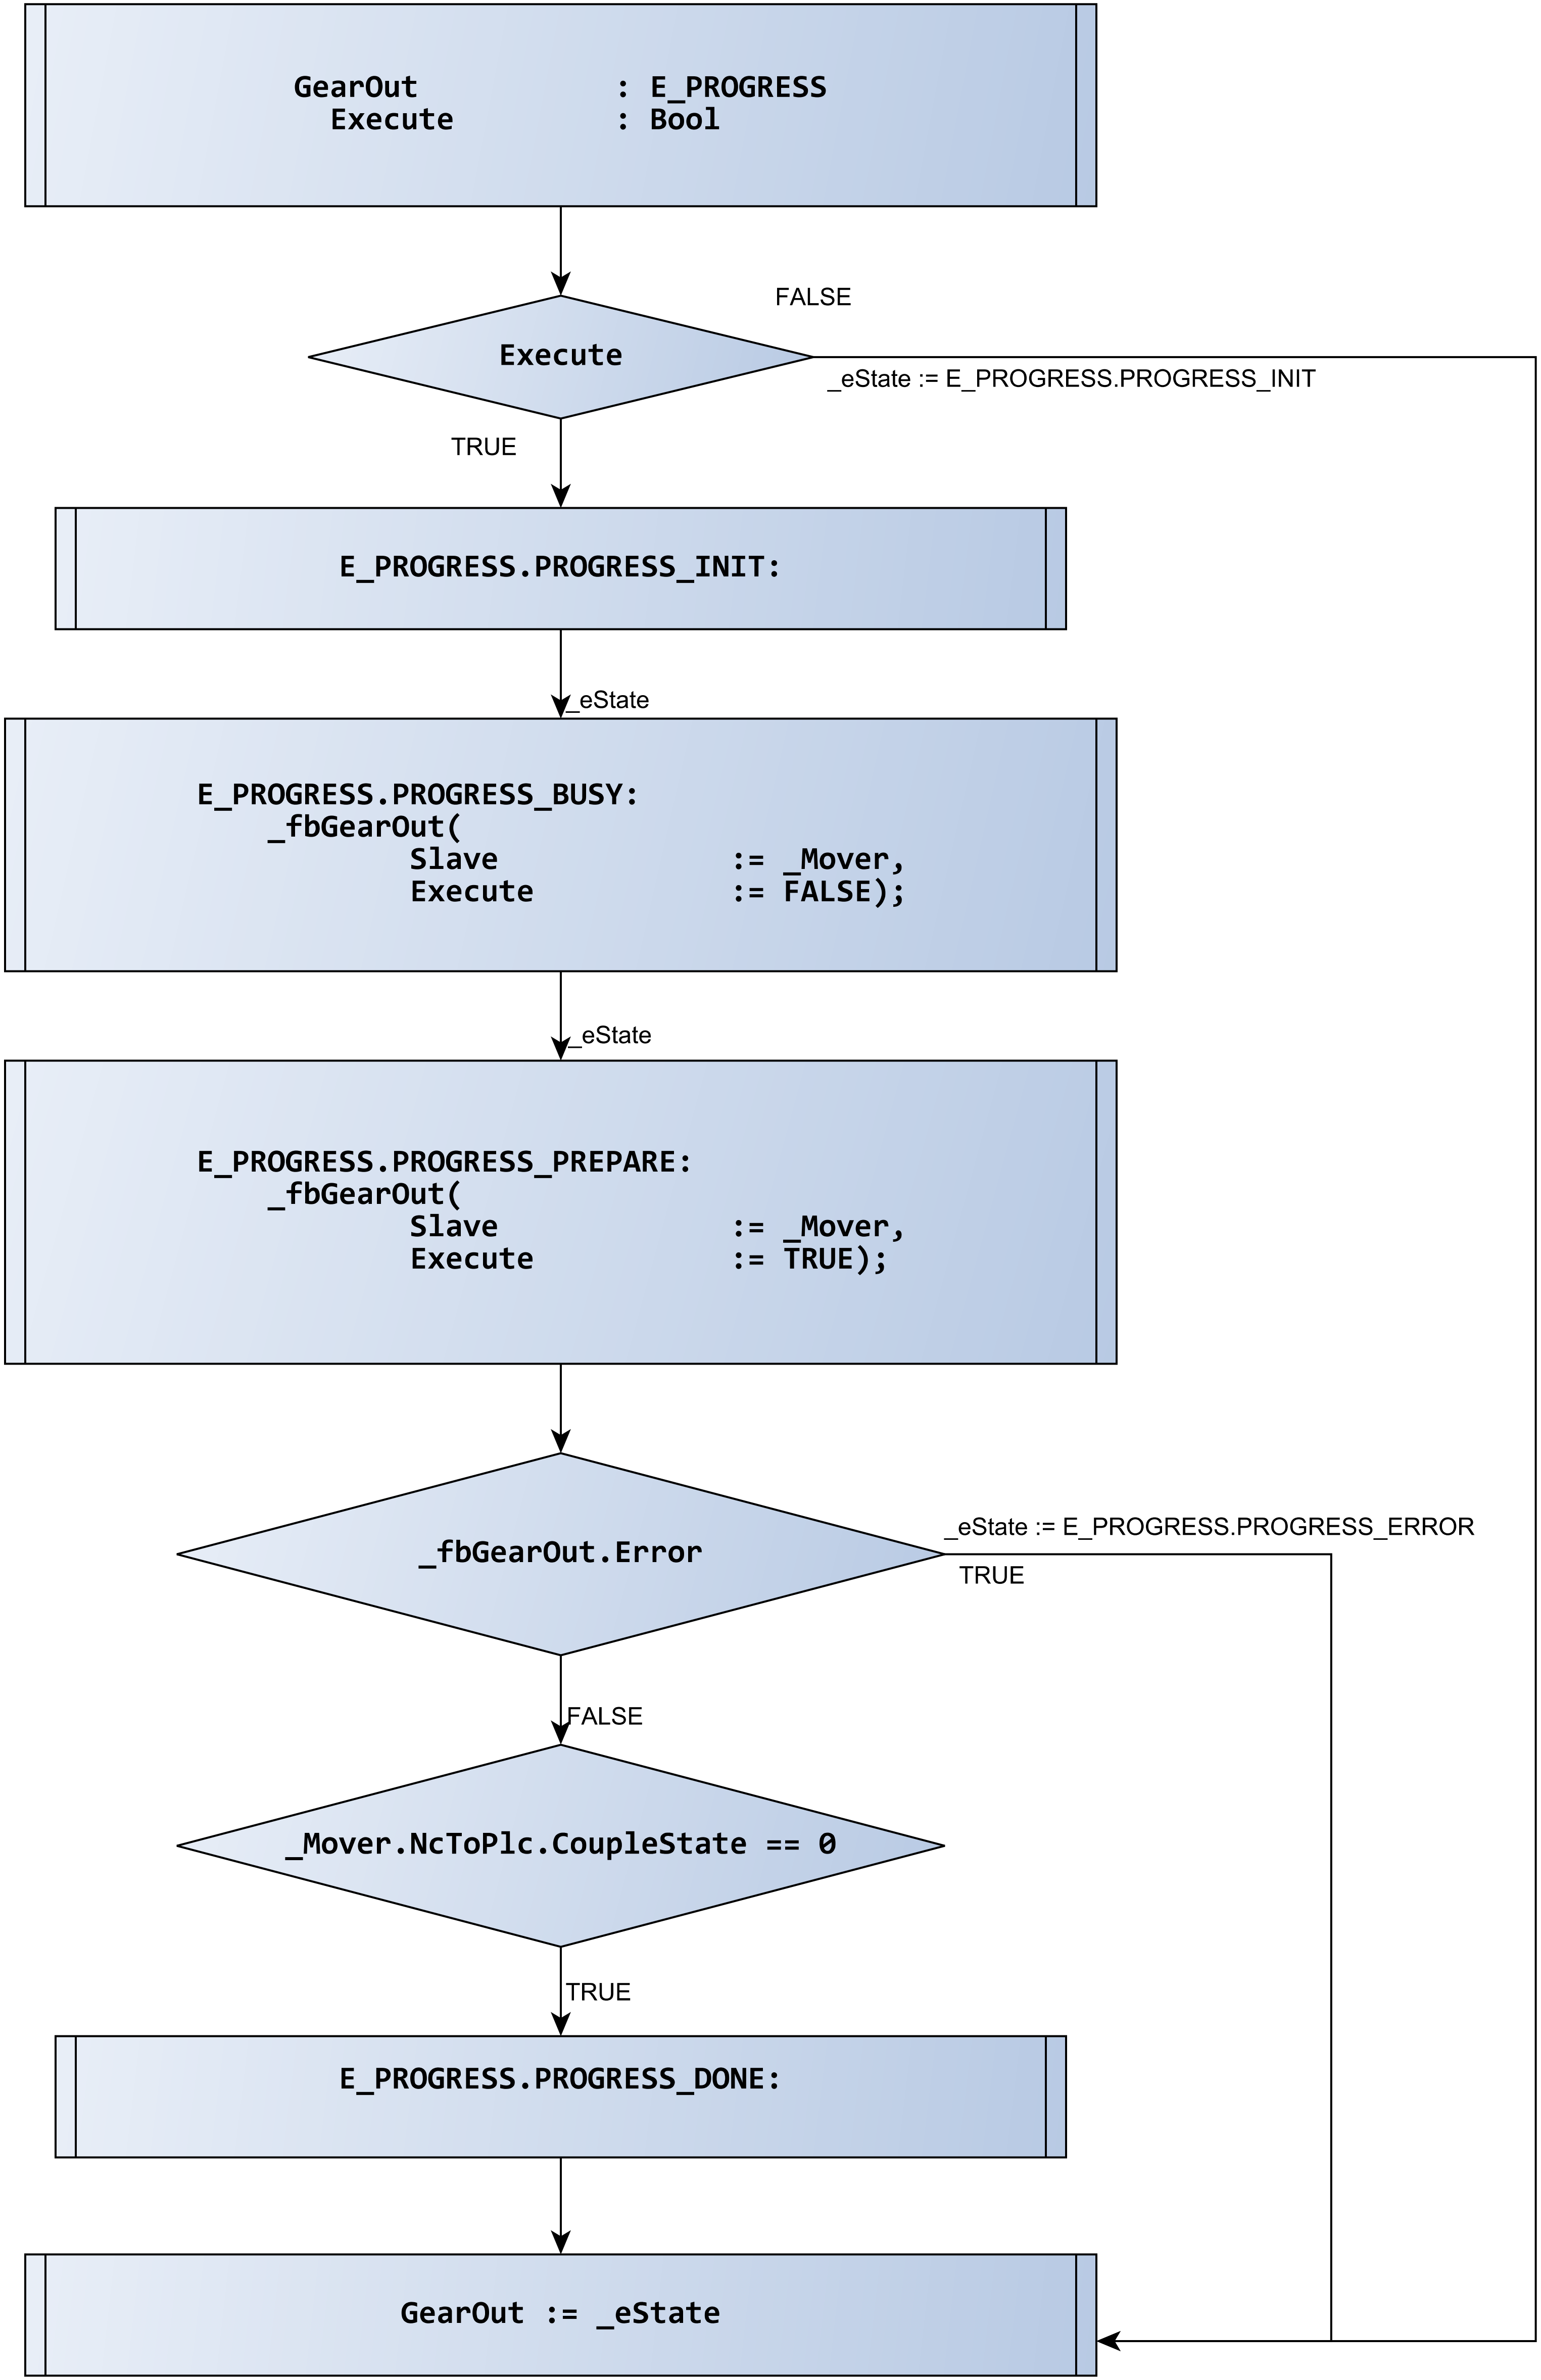 GearOut : E_PROGRESS
Execute : Bool
Execute
FALSE
_eState := E_PROGRESS.PROGRESS_INIT
TRUE
E_PROGRESS.PROGRESS_INIT:
_eState
E_PROGRESS.PROGRESS_BUSY:
_fbGearOut(
Slave := _Mover,
Execute := FALSE);
_eState
E_PROGRESS.PROGRESS_PREPARE:
_fbGearOut(
Slave := _Mover,
Execute := TRUE);
_fbGearOut.Error
_eState := E_PROGRESS.PROGRESS_ERROR
TRUE
FALSE
_Mover.NcToPlc.CoupleState == 0
TRUE
E_PROGRESS.PROGRESS_DONE:
GearOut := _eState